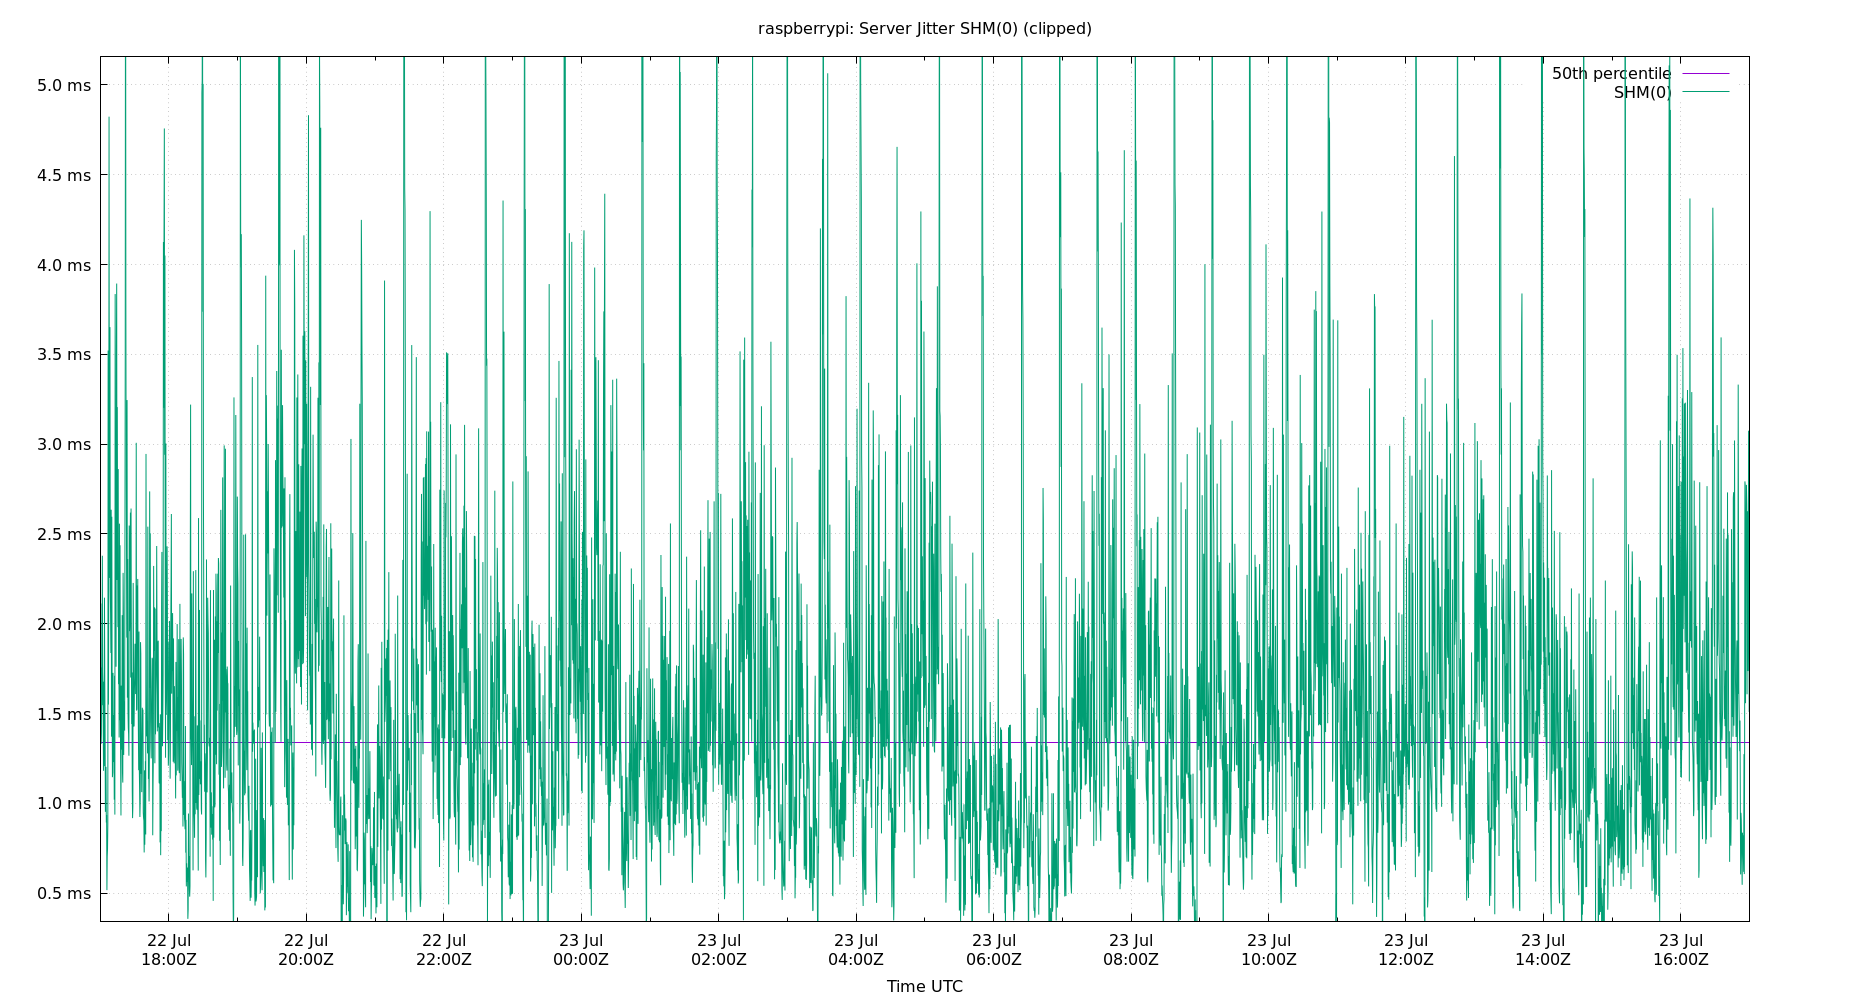 raspberrypi: Server Jitter SHM(0) (clipped)
50th percentile
SHM(0)
5.0 ms
4.5 ms
4.0 ms
3.5 ms
3.0 ms
2.5 ms
2.0 ms
1.5 ms
1.0 ms
0.5 ms
22 Jul 22 Jul 22 Jul 23 Jul 23 Jul 23 Jul 23 Jul 23 Jul 23 Jul 23 Jul 23 Jul 23 Jul
18:00Z 20:00Z 22:00Z 00:00Z 02:00Z 04:00Z 06:00Z 08:00Z 10:00Z 12:00Z 14:00Z 16:00Z
Time UTC